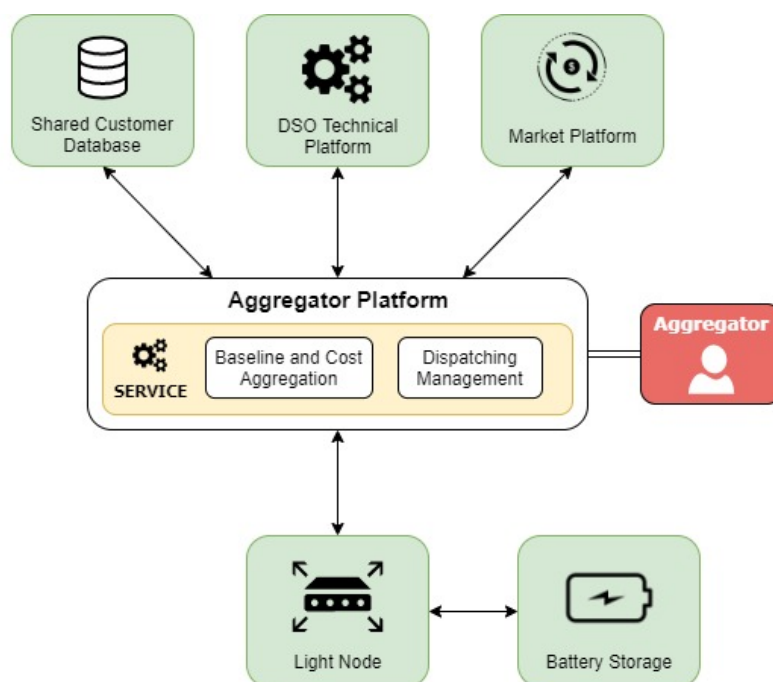 Shared Customer
Database
DSO Technical
Platform
Market Platform
Aggregator Platform
SERVICE
Baseline and Cost
Aggregation
Dispatching
Management
Aggregator
Light Node
Battery Storage